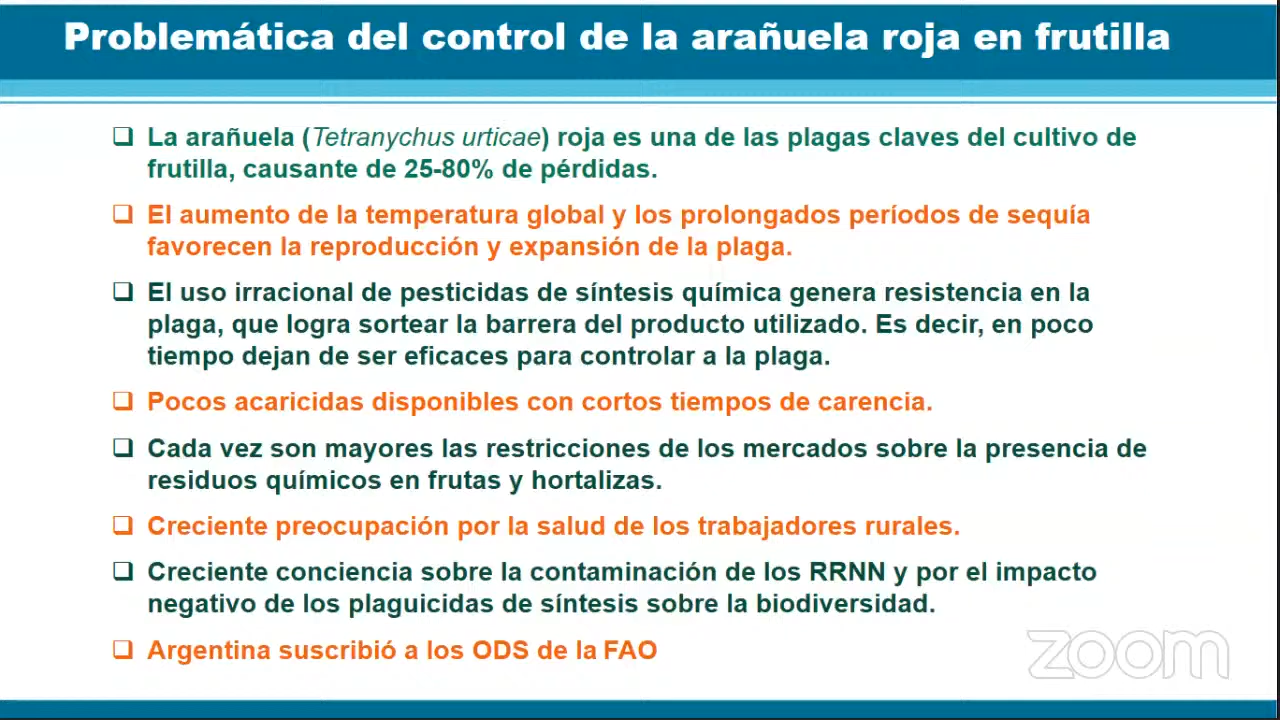 Problemática del control de la arañuela roja en frutilla
❑ La arañuela (Tetranychus urticae) roja es una de las plagas claves del cultivo de
frutilla, causante de 25-80% de pérdidas.
❑ El aumento de la temperatura global y los prolongados períodos de sequía
favorecen la reproducción y expansión de la plaga.
❑ El uso irracional de pesticidas de síntesis química genera resistencia en la
plaga, que logra sortear la barrera del producto utilizado. Es decir, en poco
tiempo dejan de ser eficaces para controlar a la plaga.
❑ Pocos acaricidas disponibles con cortos tiempos de carencia.
❑ Cada vez son mayores las restricciones de los mercados sobre la presencia de
residuos químicos en frutas y hortalizas.
❑ Creciente preocupación por la salud de los trabajadores rurales.
❑ Creciente conciencia sobre la contaminación de los RRNN y por el impacto
negativo de los plaguicidas de síntesis sobre la biodiversidad.
❑ Argentina suscribió a los ODS de la FAO
zoom